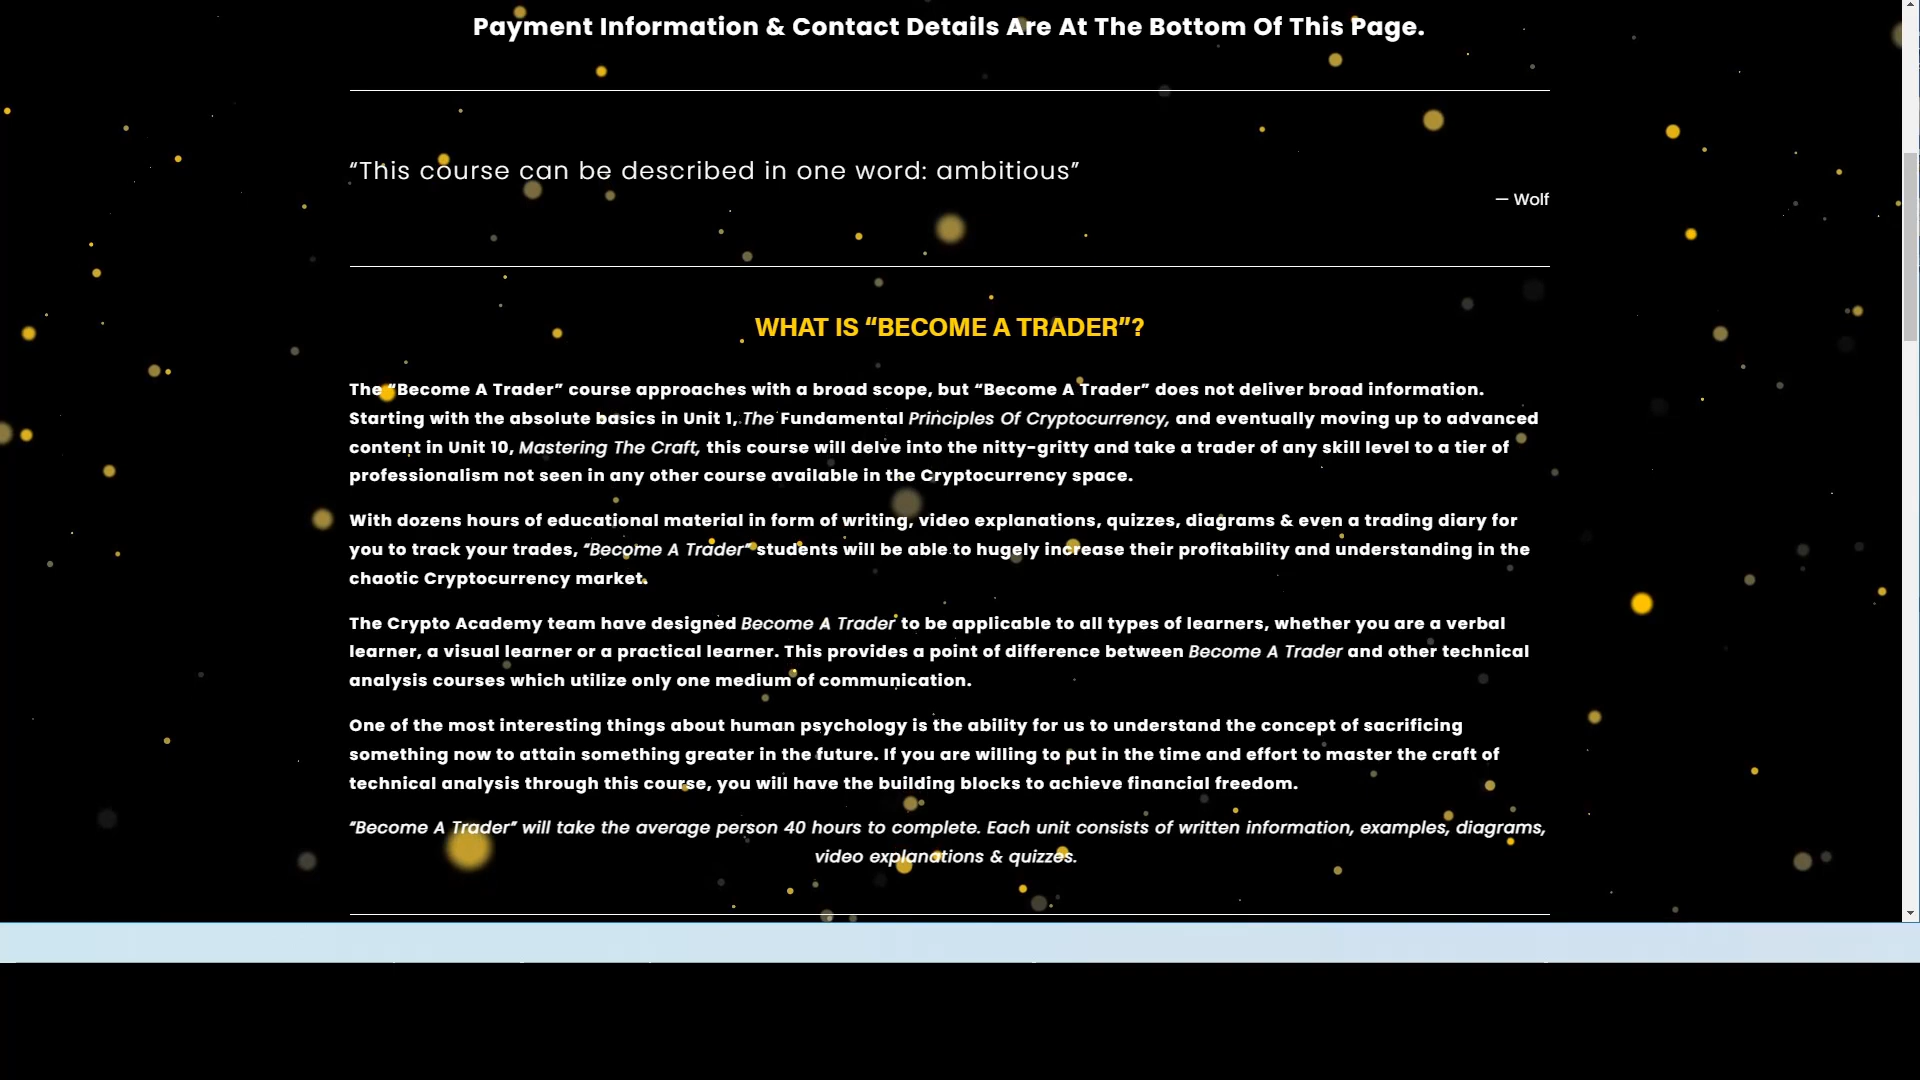 Payment Information & Contact Details Are At The Bottom Of This Page.
“This course can be described in one word: ambitious”
— Wolf
WHAT IS “BECOME A TRADER”?
The “Become A Trader” course approaches with a broad scope, but “Become A Trader” does not deliver broad information.
Starting with the absolute basics in Unit 1, The Fundamental Principles Of Cryptocurrency, and eventually moving up to advanced
content in Unit 10, Mastering The Craft, this course will delve into the nitty-gritty and take a trader of any skill level to a tier of
professionalism not seen in any other course available in the Cryptocurrency space.
With dozens hours of educational material in form of writing, video explanations, quizzes, diagrams & even a trading diary for
you to track your trades, “Become A Trader” students will be able to hugely increase their profitability and understanding in the
chaotic Cryptocurrency market.
The Crypto Academy team have designed Become A Trader to be applicable to all types of learners, whether you are a verbal
learner, a visual learner or a practical learner. This provides a point of difference between Become A Trader and other technical
analysis courses which utilize only one medium of communication.
One of the most interesting things about human psychology is the ability for us to understand the concept of sacrificing
something now to attain something greater in the future. If you are willing to put in the time and effort to master the craft of
technical analysis through this course, you will have the building blocks to achieve financial freedom.
“Become A Trader” will take the average person 40 hours to complete. Each unit consists of written information, examples, diagrams,
video explanations & quizzes.